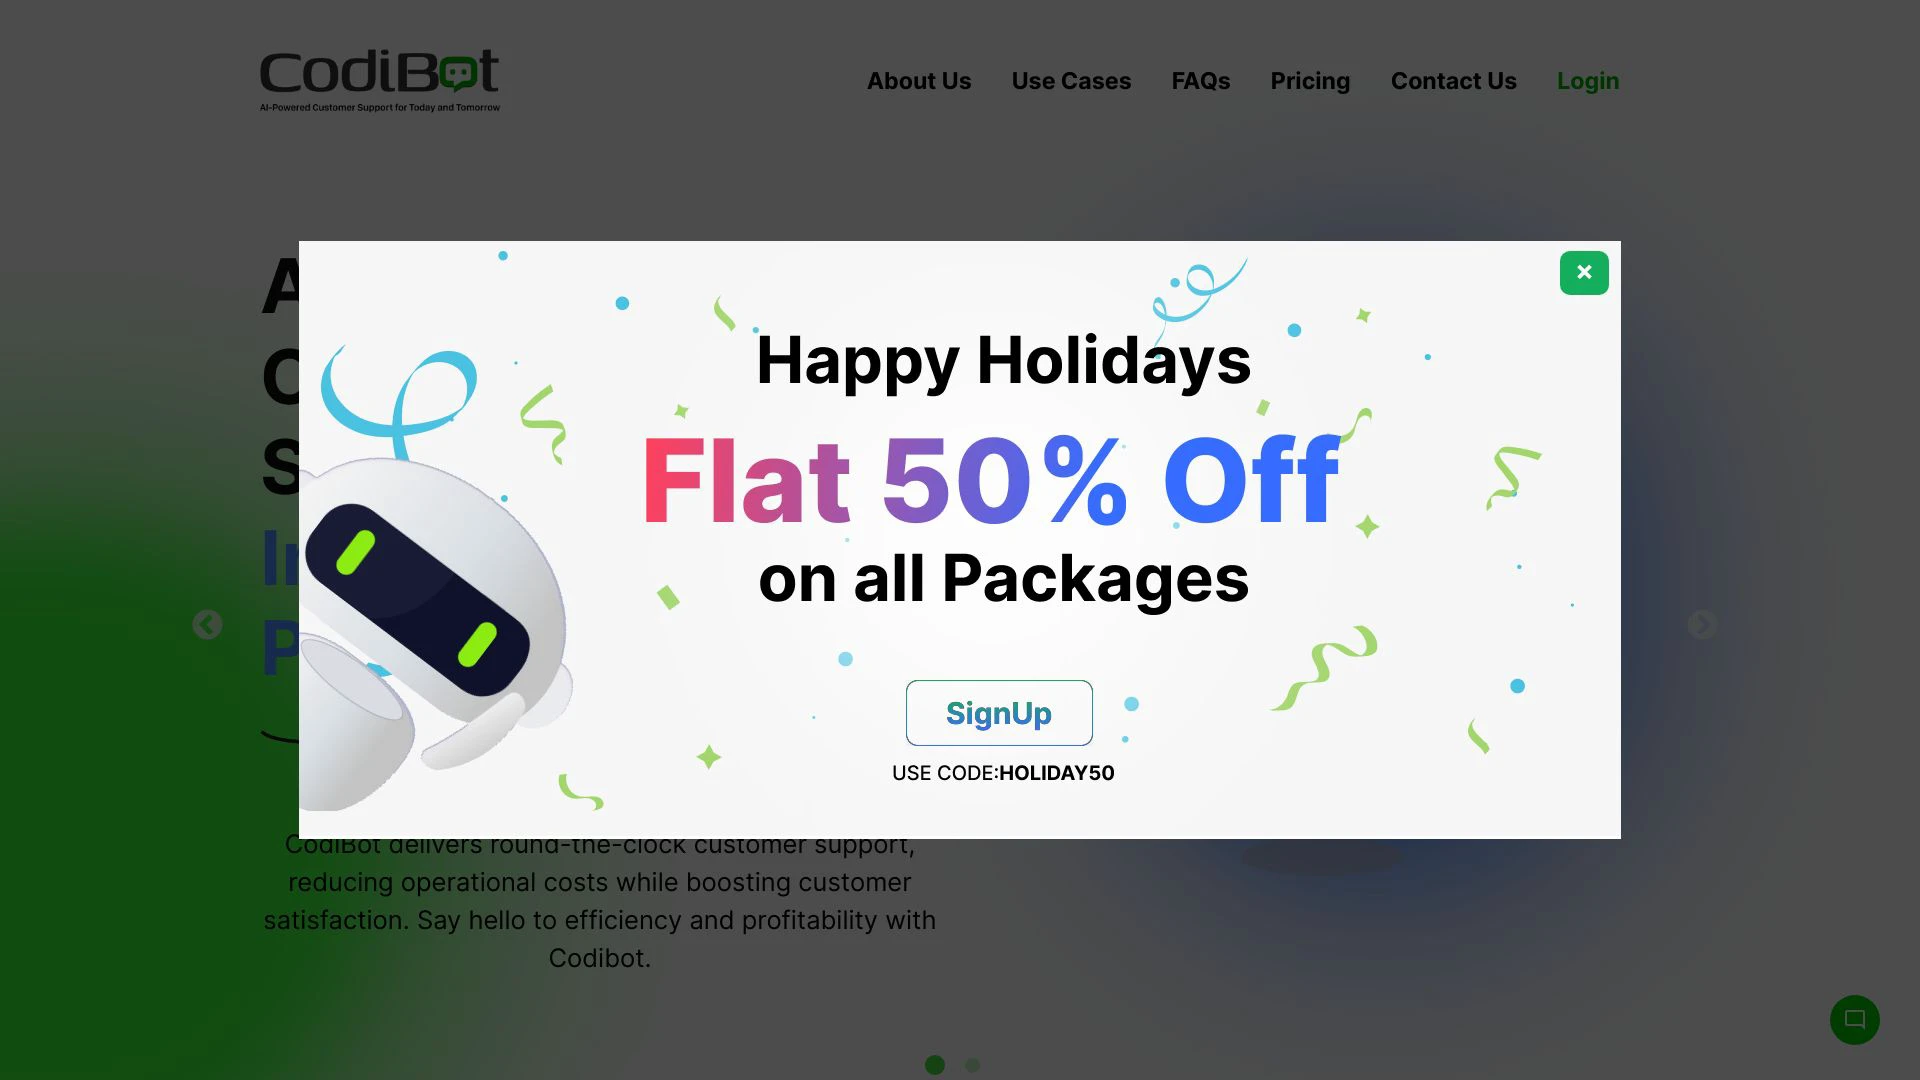 CodiBot
AI-Powered Customer Support for Today and Tomorrow
About Us
Use Cases
FAQs
Pricing
Contact Us
Login
Happy Holidays
Flat 50% Off
on all Packages
SignUp
USE CODE:HOLIDAY50
CodiBot delivers round-the-clock customer support,
reducing operational costs while boosting customer
satisfaction. Say hello to efficiency and profitability with
Codibot.